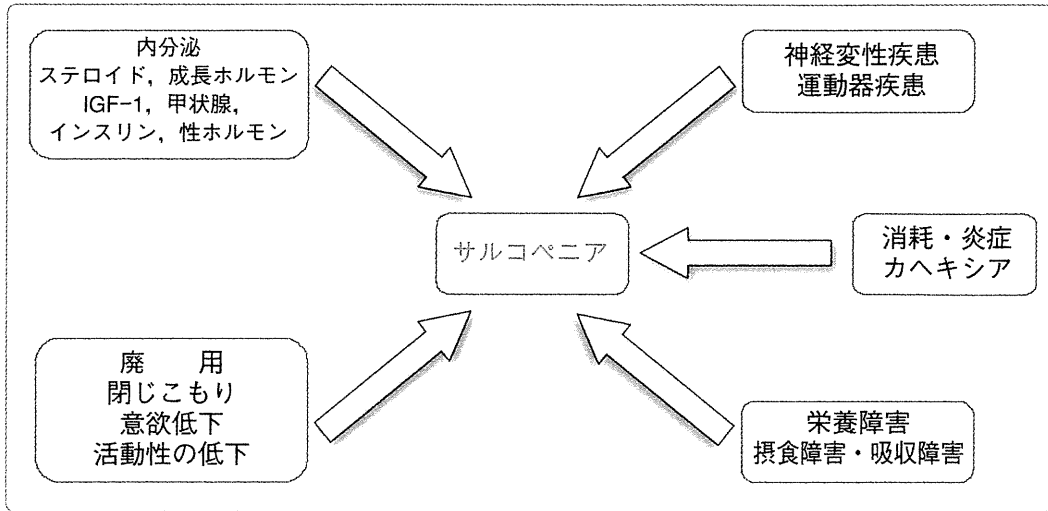 内分泌
ステロイド，成長ホルモン
IGF-1，甲状腺，
インスリン，性ホルモン
神経変性疾患
運動器疾患
サルコペニア
消耗・炎症
カヘキシア
廃　　用
閉じこもり
意欲低下
活動性の低下
栄養障害
摂食障害・吸収障害